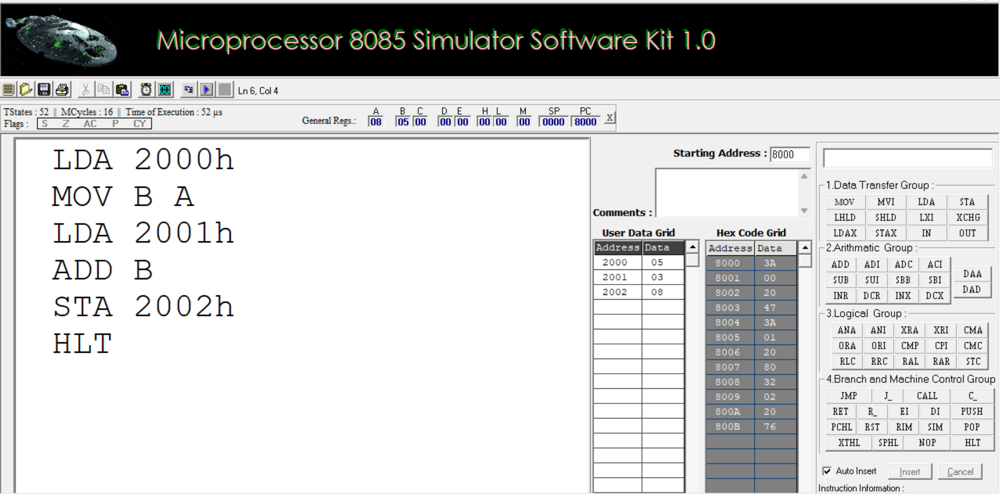 Microprocessor 8085 Simulator Software Kit 1.0
Ln 6, Col 4
TStates : 52 || MCycles : 16 || Time of Execution : 52 µs
Flags : S Z AC P CY
General Regs.:
A B C D E H L M SP PC
08 05 00 00 00 00 00 00 0000 8000 X
LDA 2000h
MOV B A
LDA 2001h
ADD B
STA 2002h
HLT
Starting Address : 8000
Comments :
User Data Grid
Address Data
2000 05
2001 03
2002 08
Hex Code Grid
Address Data
8000 3A
8001 00
8002 20
8003 47
8004 3A
8005 01
8006 20
8007 80
8008 32
8009 02
800A 20
800B 76
1.Data Transfer Group :
MOV MVI LDA STA
LHLD SHLD LXI XCHG
LDAX STAX IN OUT
2.Arithmatic Group :
ADD ADI ADC ACI
SUB SUI SBB SBI
INR DCR INX DCX
DAA
DAD
3.Logical Group :
ANA ANI XRA XRI CMA
ORA ORI CMP CPI CMC
RLC RRC RAL RAR STC
4.Branch and Machine Control Group
JMP J_ CALL C_
RET R_ EI DI PUSH
PCHL RST RIM SIM POP
XTHL SPHL NOP HLT
Auto Insert Insert Cancel
Instruction Information :